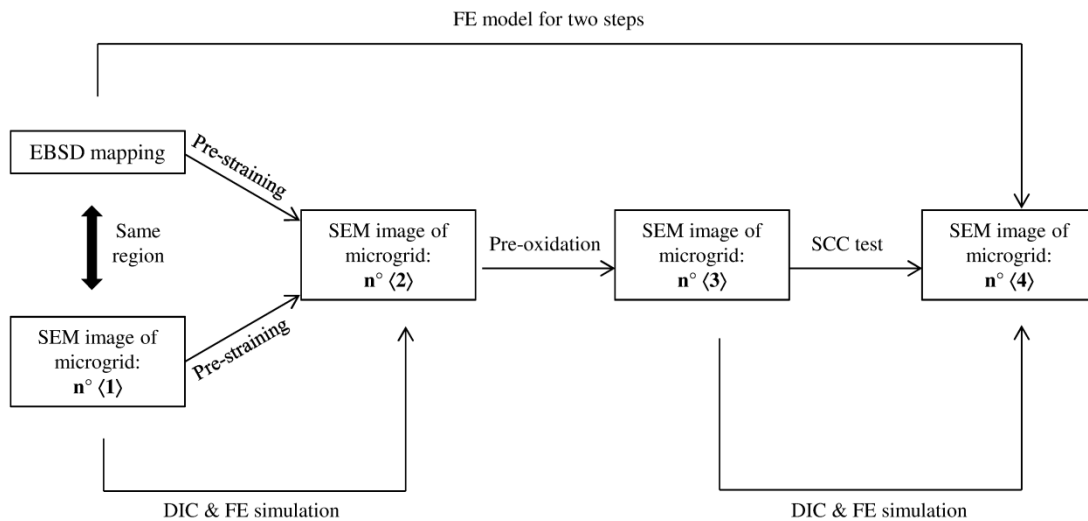 FE model for two steps
EBSD mapping
Pre-straining
Same
region
SEM image of
microgrid:
n° ⟨1⟩
Pre-straining
SEM image of
microgrid:
n° ⟨2⟩
Pre-oxidation
SEM image of
microgrid:
n° ⟨3⟩
SCC test
SEM image of
microgrid:
n° ⟨4⟩
DIC & FE simulation
DIC & FE simulation